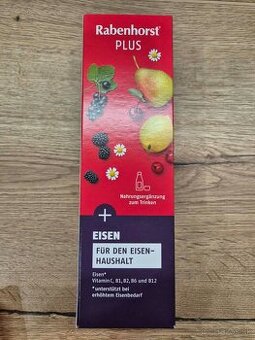 Rabenhorst®
PLUS
Nahrungsergänzung
zum Trinken
+
EISEN
FÜR DEN EISEN-
HAUSHALT
Eisen*
Vitamin C, B1, B2, B6 und B12
*unterstützt bei
erhöhtem Eisenbedarf